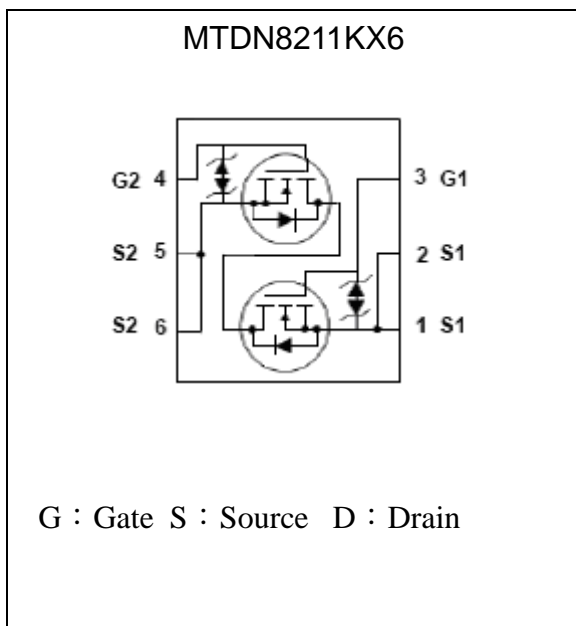 MTDN8211KX6
G2 4 3 G1
S2 5 2 S1
S2 6 1 S1
G：Gate S：Source D：Drain